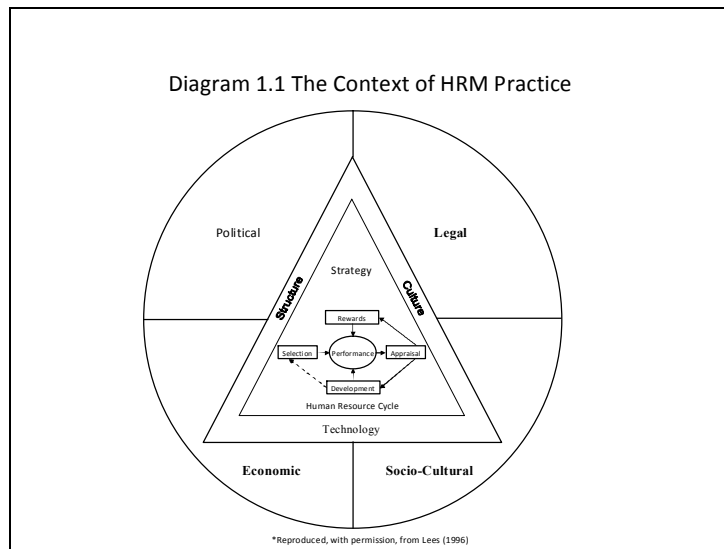 Diagram 1.1 The Context of HRM Practice
Political
Legal
Structure
Culture
Strategy
Rewards
Selection
Performance
Appraisal
Development
Human Resource Cycle
Technology
Economic
Socio-Cultural
*Reproduced, with permission, from Lees (1996)